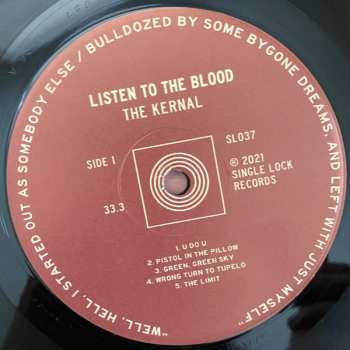 "WELL, HELL, I STARTED OUT AS SOMEBODY ELSE / BULLDOZED BY SOME BYGONE DREAMS, AND LEFT WITH JUST MYSELF"
LISTEN TO THE BLOOD
THE KERNAL
SIDE 1
SL037
33.3
℗ 2021
SINGLE LOCK
RECORDS
1. U DO U
2. PISTOL IN THE PILLOW
3. GREEN, GREEN SKY
4. WRONG TURN TO TUPELO
5. THE LIMIT